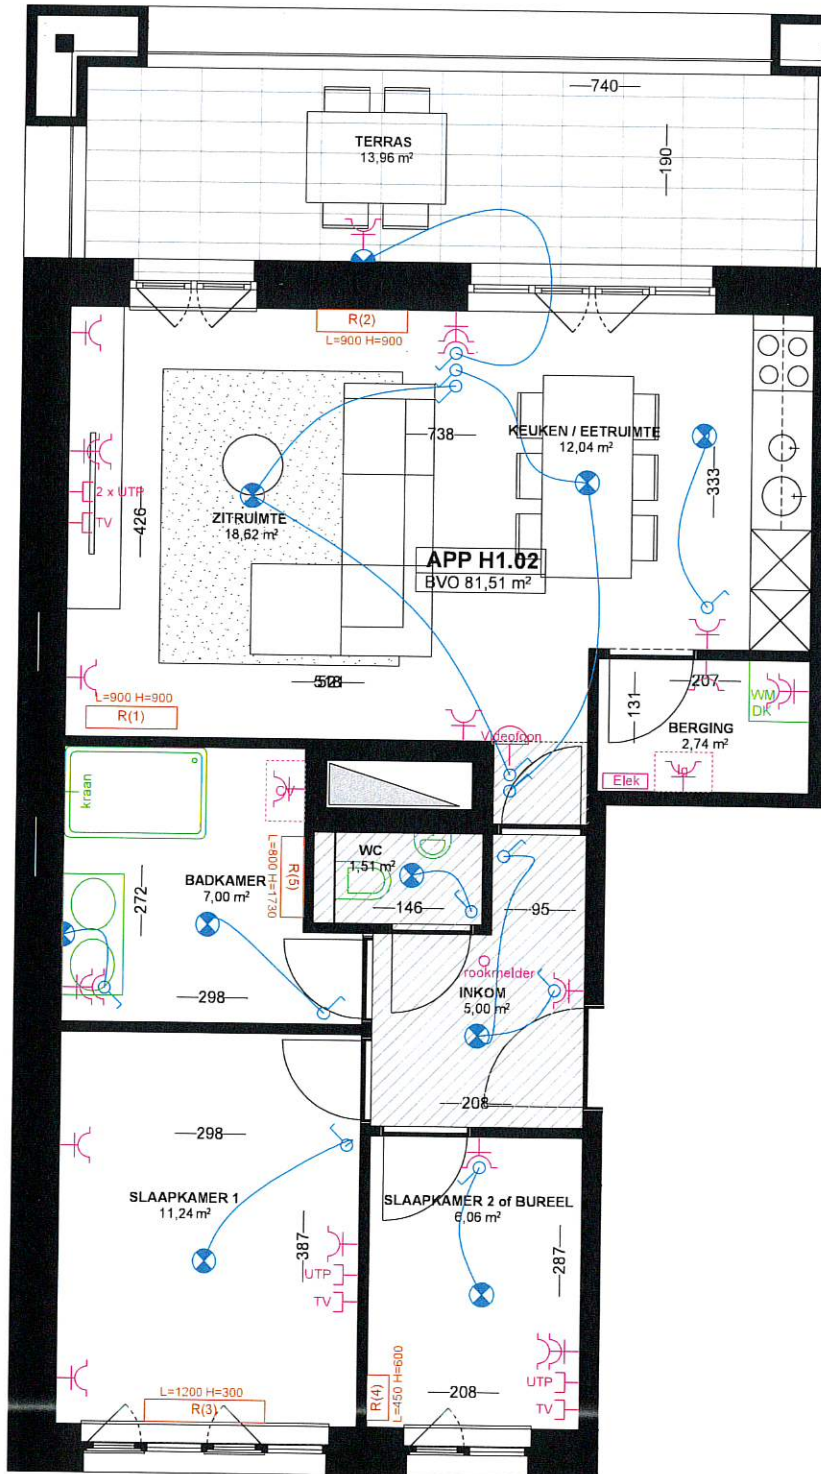 740
TERRAS
13,96 m²
190
R(2)
L=900 H=900
738
KEUKEN / EETRUIMTE
12,04 m²
333
2 x UTP
TV
426
ZITRUIMTE
18,62 m²
APP H1.02
BVO 81,51 m²
L=900 H=900
R(1)
Videofoon
207
131
WM
DK
BERGING
2,74 m²
Elek
kraan
CV
WC
1,51 m²
146
R(5)
L=800 H=1730
BADKAMER
7,00 m²
272
298
95
rookmelder
INKOM
5,00 m²
208
298
SLAAPKAMER 1
11,24 m²
387
UTP
TV
SLAAPKAMER 2 of BUREEL
6,06 m²
287
L=1200 H=300
R(3)
R(4)
L=450 H=600
208
UTP
TV